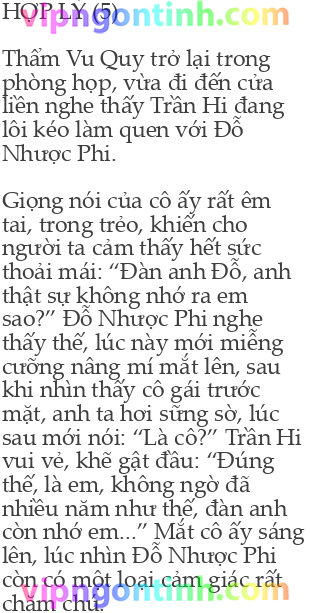 HỢP LÝ (5)
vipngontinh.com
Thẩm Vu Quy trở lại trong
phòng họp, vừa đi đến cửa
liền nghe thấy Trần Hi đang
lôi kéo làm quen với Đỗ
Nhược Phi.
Giọng nói của cô ấy rất êm
tai, trong trẻo, khiến cho
người ta cảm thấy hết sức
thoải mái: “Đàn anh Đỗ, anh
thật sự không nhớ ra em
sao?” Đỗ Nhược Phi nghe
thấy thế, lúc này mới miễng
cưỡng nâng mí mắt lên, sau
khi nhìn thấy cô gái trước
mặt, anh ta hơi sững sờ, lúc
sau mới nói: “Là cô?” Trần Hi
vui vẻ, khẽ gật đầu: “Đúng
thế, là em, không ngờ đã
nhiều năm như thế, đàn anh
còn nhớ em...” Mắt cô ấy sáng
lên, lúc nhìn Đỗ Nhược Phi
còn có một loại cảm giác rất
vipngontinh.com
chăm chú.